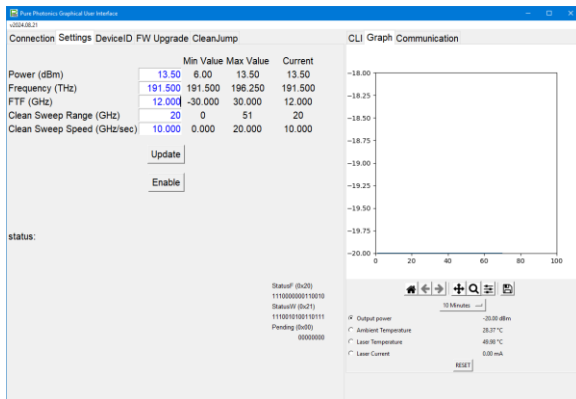 Pure Photonics Graphical User Interface
v2024.08.21
Connection Settings DeviceID FW Upgrade CleanJump
Min Value Max Value Current
Power (dBm) 13.50 6.00 13.50 13.50
Frequency (THz) 191.500 191.500 196.250 191.500
FTF (GHz) 12.000 -30.000 30.000 12.000
Clean Sweep Range (GHz) 20 0 51 20
Clean Sweep Speed (GHz/sec) 10.000 0.000 20.000 10.000
Update
Enable
status:
StatusF (0x20)
1110000000110010
StatusW (0x21)
1110010100110111
Pending (0x00)
00000000
CLI Graph Communication
-18.00
-18.25
-18.50
-18.75
-19.00
-19.25
-19.50
-19.75
-20.00
0 20 40 60 80 100
10 Minutes
Output power -20.00 dBm
Ambient Temperature 28.37 °C
Laser Temperature 49.90 °C
Laser Current 0.00 mA
RESET